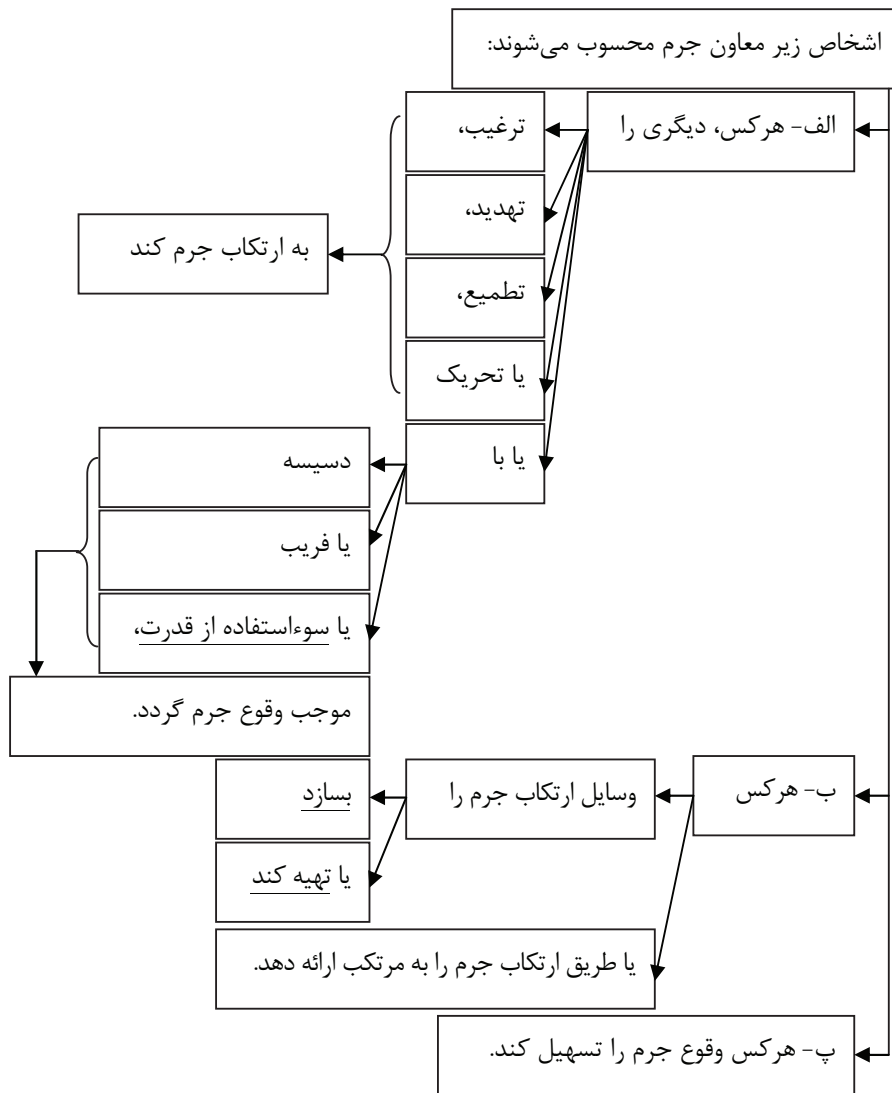 اشخاص زیر معاون جرم محسوب می‌شوند:
الف- هرکس، دیگری را
ترغیب،
تهدید،
تطمیع،
یا تحریک
به ارتکاب جرم کند
یا با
دسیسه
یا فریب
یا سوءاستفاده از قدرت،
موجب وقوع جرم گردد.
ب- هرکس
وسایل ارتکاب جرم را
بسازد
یا تهیه کند
یا طریق ارتکاب جرم را به مرتکب ارائه دهد.
پ- هرکس وقوع جرم را تسهیل کند.